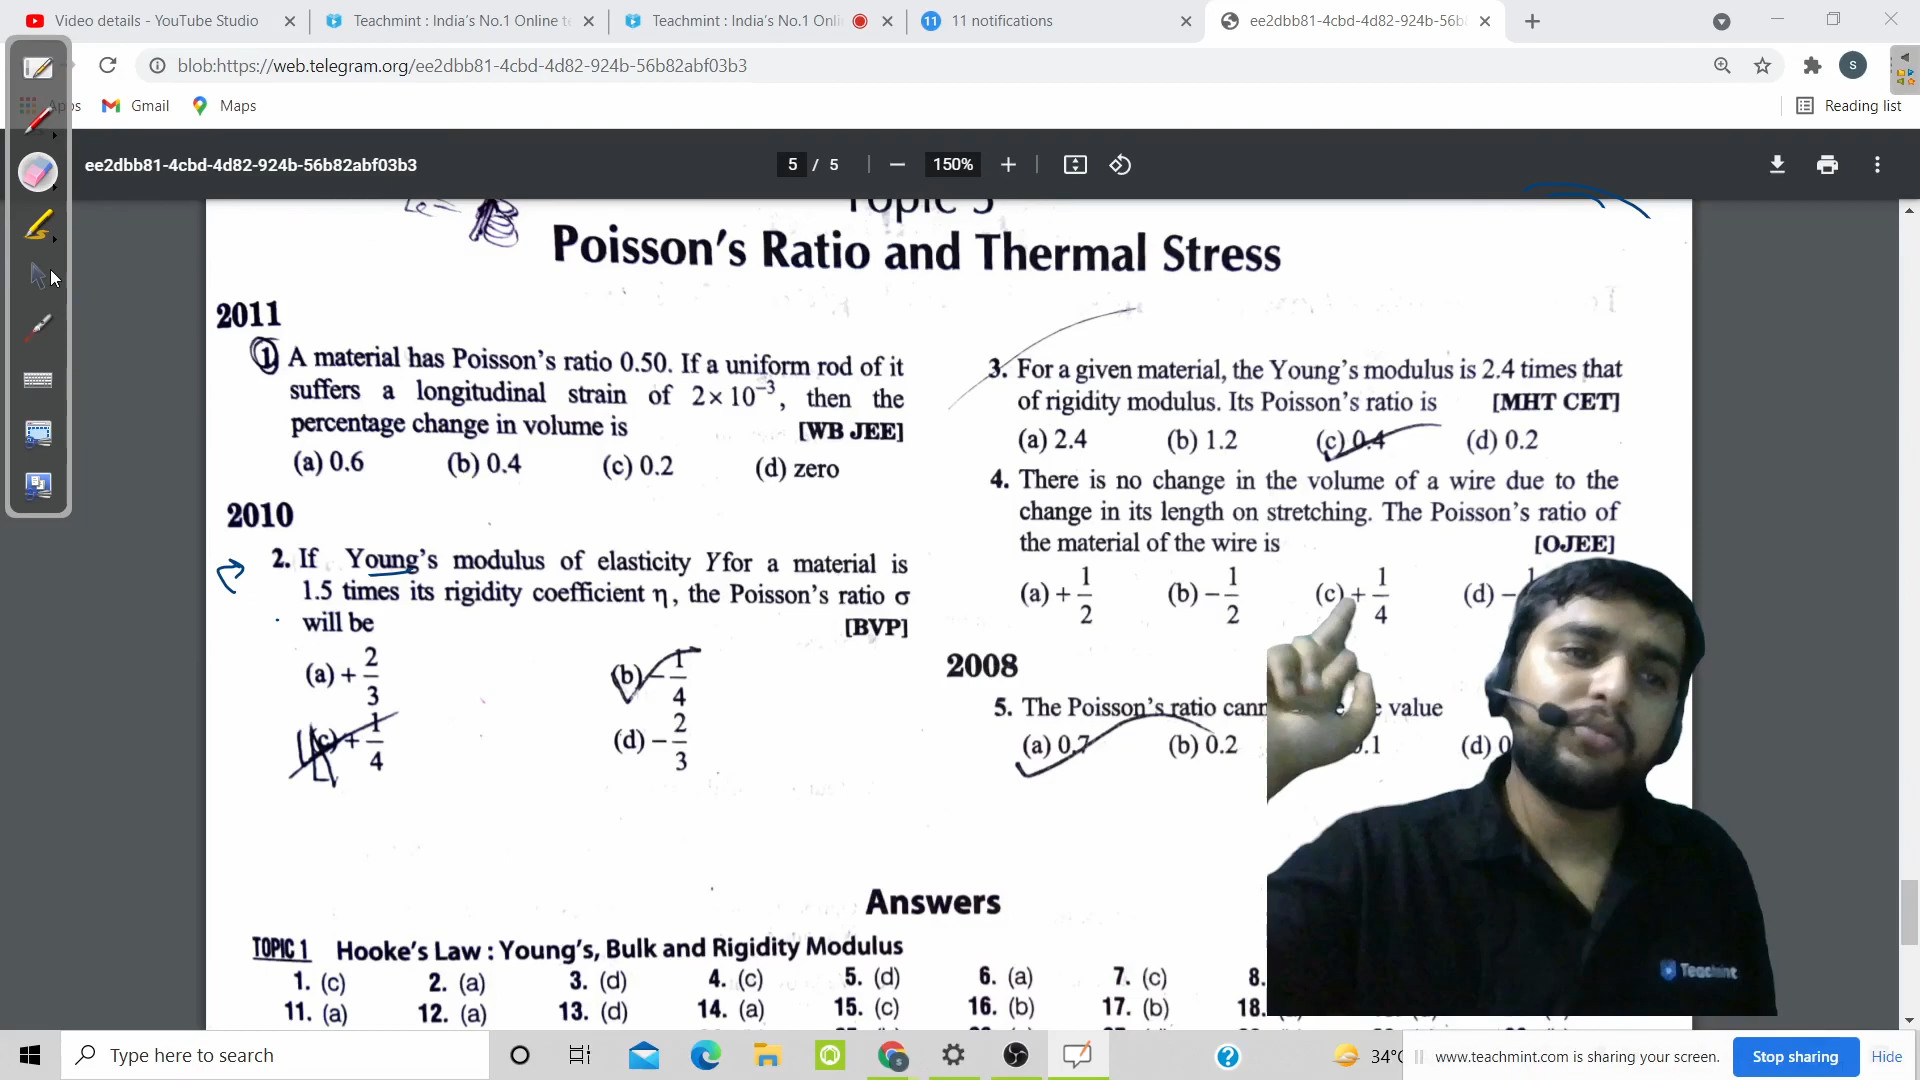 Video details - YouTube Studio
Teachmint : India's No.1 Online te
Teachmint : India's No.1 Onli
11 11 notifications
ee2dbb81-4cbd-4d82-924b-56b
blob:https://web.telegram.org/ee2dbb81-4cbd-4d82-924b-56b82abf03b3
S
Apps
Gmail
Maps
Reading list
ee2dbb81-4cbd-4d82-924b-56b82abf03b3
5 / 5
150%
Topic 3
Poisson's Ratio and Thermal Stress
2011
1. A material has Poisson's ratio 0.50. If a uniform rod of it
suffers a longitudinal strain of 2 × 10⁻³, then the
percentage change in volume is [WB JEE]
(a) 0.6 (b) 0.4 (c) 0.2 (d) zero
2010
2. If Young's modulus of elasticity Y for a material is
1.5 times its rigidity coefficient η, the Poisson's ratio σ
will be [BVP]
(a) + 2/3 (b) − 1/4
(c) + 1/4 (d) − 2/3
3. For a given material, the Young's modulus is 2.4 times that
of rigidity modulus. Its Poisson's ratio is [MHT CET]
(a) 2.4 (b) 1.2 (c) 0.4 (d) 0.2
4. There is no change in the volume of a wire due to the
change in its length on stretching. The Poisson's ratio of
the material of the wire is [OJEE]
(a) + 1/2 (b) − 1/2 (c) + 1/4 (d) −
2008
5. The Poisson's ratio value
(a) 0.7 (b) 0.2 (d) 0
Answers
TOPIC 1 Hooke's Law : Young's, Bulk and Rigidity Modulus
1. (c) 2. (a) 3. (d) 4. (c) 5. (d) 6. (a) 7. (c) 8.
11. (a) 12. (a) 13. (d) 14. (a) 15. (c) 16. (b) 17. (b) 18.
Teachmint
Type here to search
34°C
www.teachmint.com is sharing your screen.
Stop sharing
Hide